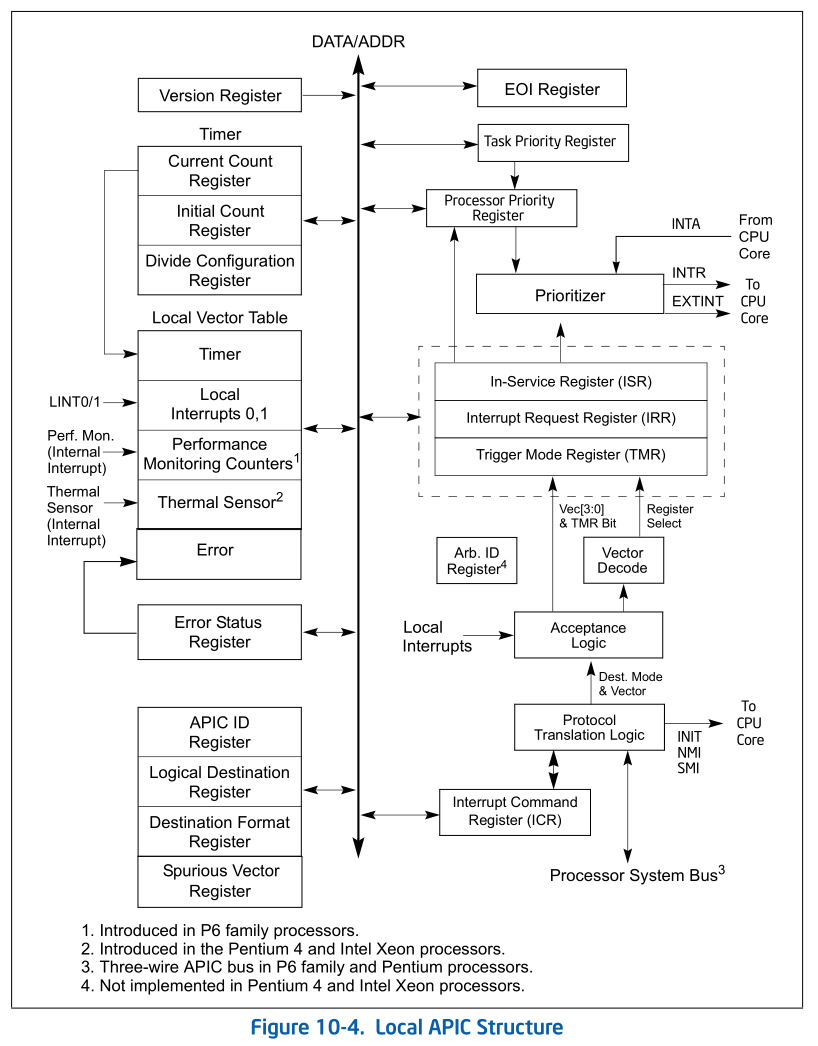 DATA/ADDR
Version Register
EOI Register
Timer
Task Priority Register
Current Count
Register
Initial Count
Register
Divide Configuration
Register
Processor Priority
Register
INTA
From
CPU
Core
Prioritizer
INTR
EXTINT
To
CPU
Core
Local Vector Table
Timer
LINT0/1
Local
Interrupts 0,1
Perf. Mon.
(Internal
Interrupt)
Performance
Monitoring Counters1
Thermal
Sensor
(Internal
Interrupt)
Thermal Sensor2
Error
Error Status
Register
In-Service Register (ISR)
Interrupt Request Register (IRR)
Trigger Mode Register (TMR)
Vec[3:0]
& TMR Bit
Register
Select
Arb. ID
Register4
Vector
Decode
Local
Interrupts
Acceptance
Logic
Dest. Mode
& Vector
Protocol
Translation Logic
INIT
NMI
SMI
To
CPU
Core
APIC ID
Register
Logical Destination
Register
Destination Format
Register
Spurious Vector
Register
Interrupt Command
Register (ICR)
Processor System Bus3
1. Introduced in P6 family processors.
2. Introduced in the Pentium 4 and Intel Xeon processors.
3. Three-wire APIC bus in P6 family and Pentium processors.
4. Not implemented in Pentium 4 and Intel Xeon processors.
Figure 10-4. Local APIC Structure